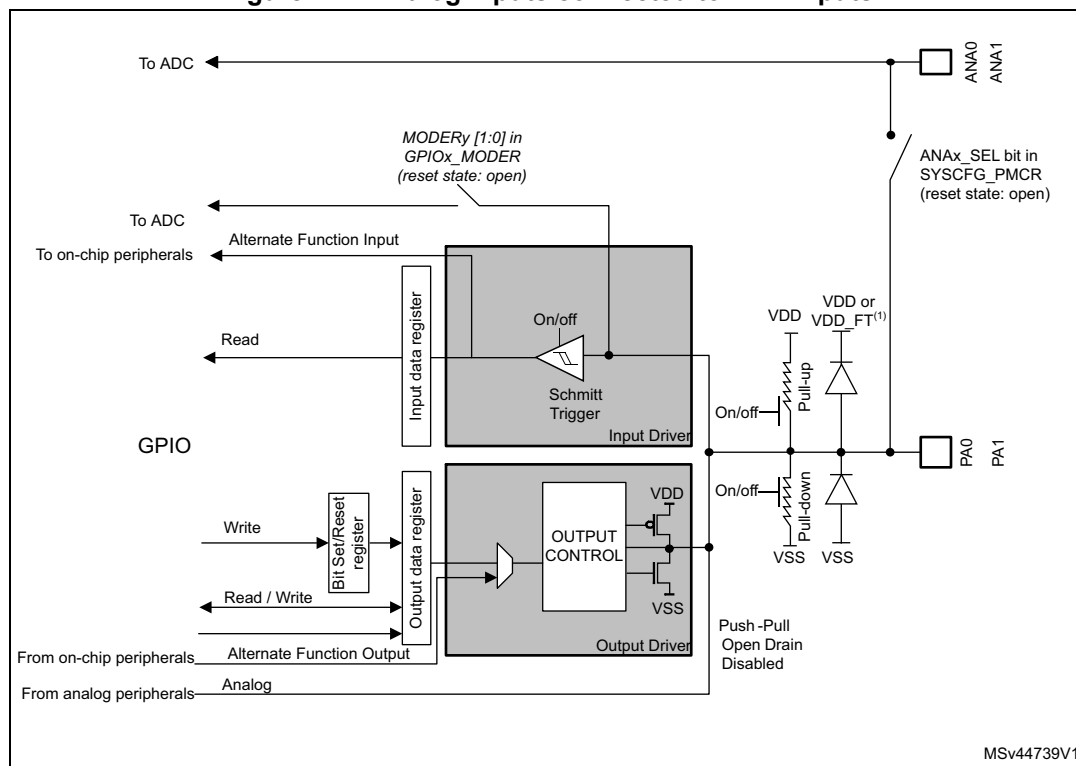 To ADC
ANA0
ANA1
MODERy [1:0] in
GPIOx_MODER
(reset state: open)
ANAx_SEL bit in
SYSCFG_PMCR
(reset state: open)
To ADC
Alternate Function Input
To on-chip peripherals
VDD or
VDD_FT(1)
VDD
On/off
Read
Input data register
Pull-up
Schmitt
Trigger
On/off
Input Driver
GPIO
PA0
PA1
On/off
Pull-down
VDD
Write
Bit Set/Reset
register
Output data register
OUTPUT
CONTROL
VSS
VSS
Read / Write
VSS
Push -Pull
Open Drain
Disabled
Output Driver
From on-chip peripherals
Alternate Function Output
From analog peripherals
Analog
MSv44739V1